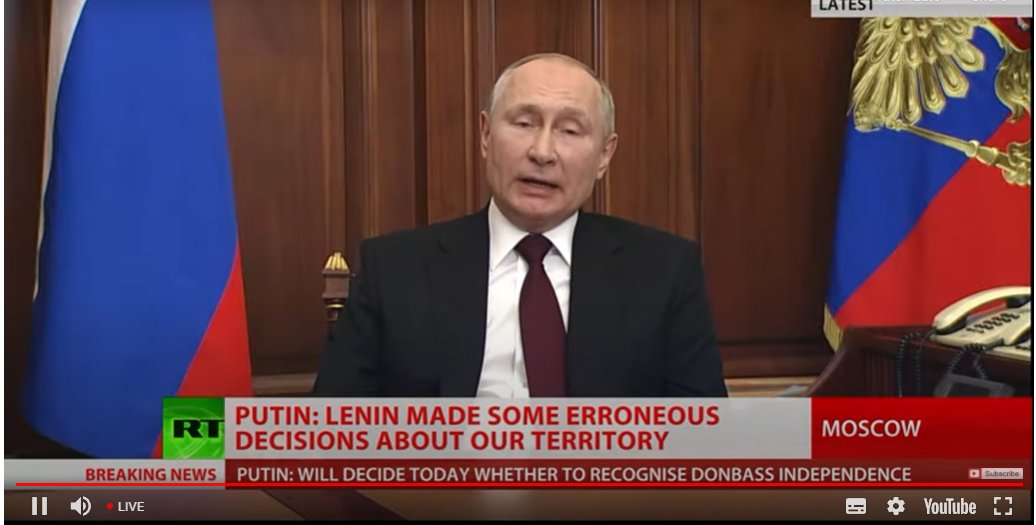 LATEST
RT
PUTIN: LENIN MADE SOME ERRONEOUS
DECISIONS ABOUT OUR TERRITORY
MOSCOW
BREAKING NEWS
PUTIN: WILL DECIDE TODAY WHETHER TO RECOGNISE DONBASS INDEPENDENCE
Subscribe
LIVE
YouTube